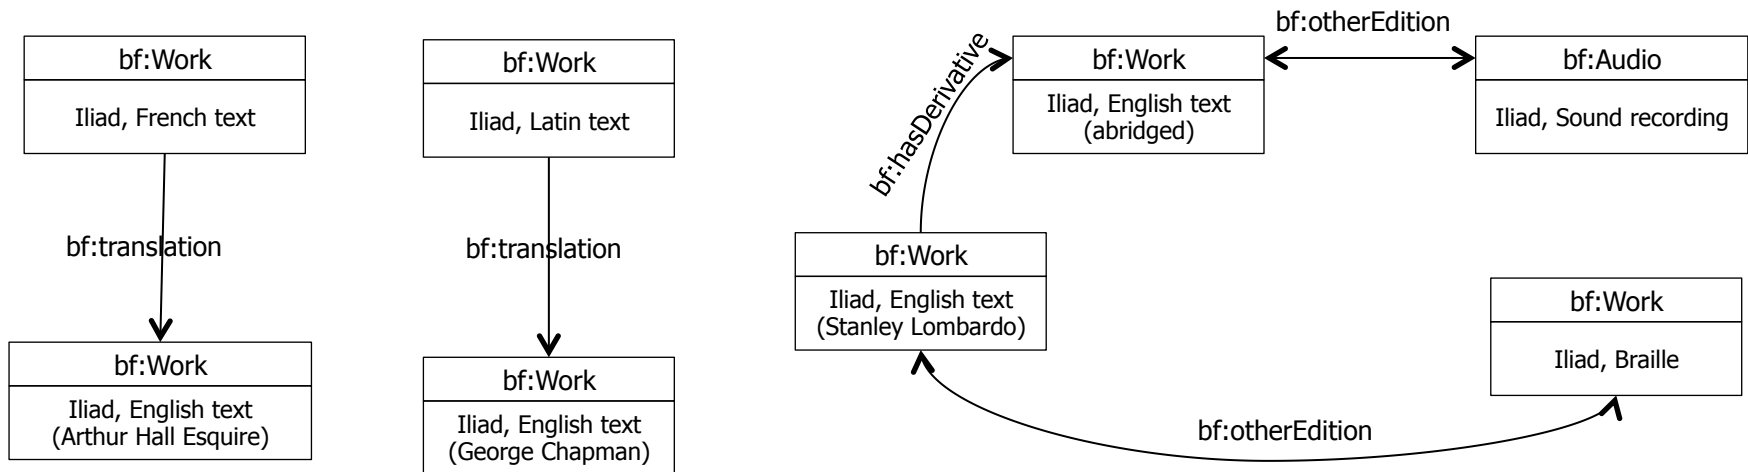 bf:Work
Iliad, French text
bf:translation
bf:Work
Iliad, English text
(Arthur Hall Esquire)
bf:Work
Iliad, Latin text
bf:translation
bf:Work
Iliad, English text
(George Chapman)
bf:otherEdition
bf:hasDerivative
bf:Work
Iliad, English text
(abridged)
bf:Audio
Iliad, Sound recording
bf:Work
Iliad, English text
(Stanley Lombardo)
bf:Work
Iliad, Braille
bf:otherEdition